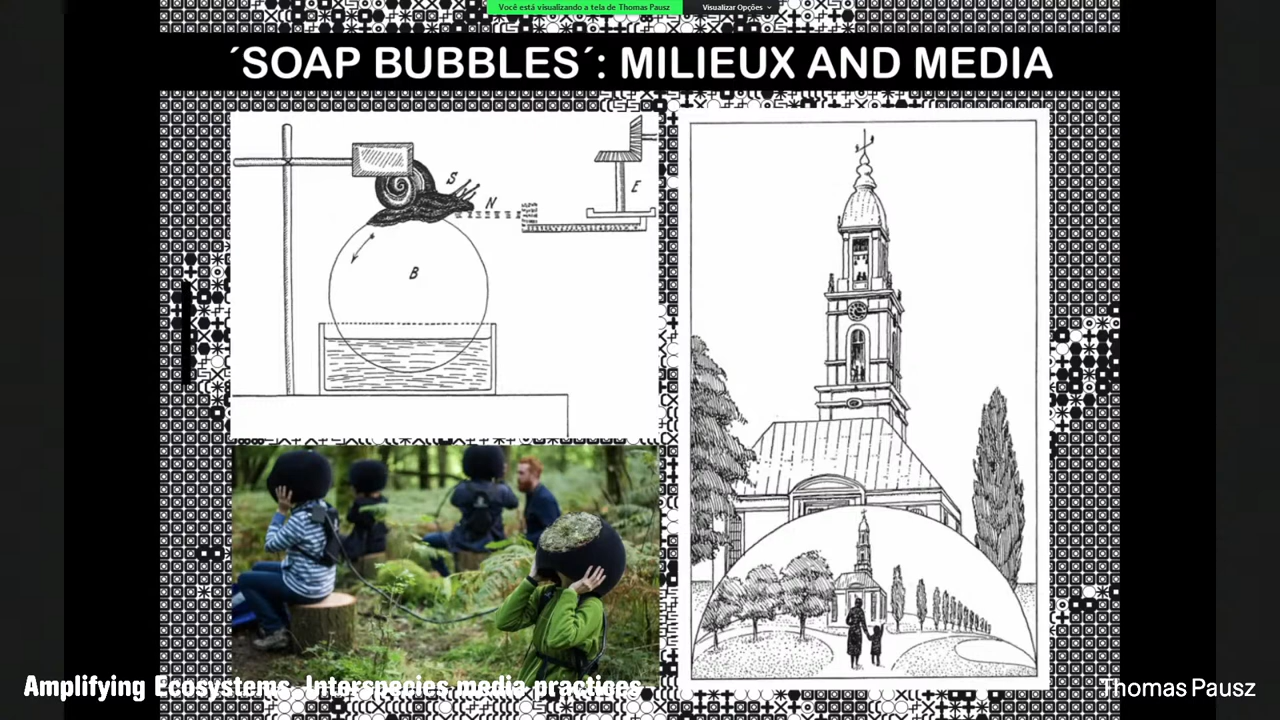 Você está visualizando a tela de Thomas Pausz
Visualizar Opções
´SOAP BUBBLES´: MILIEUX AND MEDIA
S
N
E
B
Amplifying Ecosystems. Interspecies media practices
Thomas Pausz